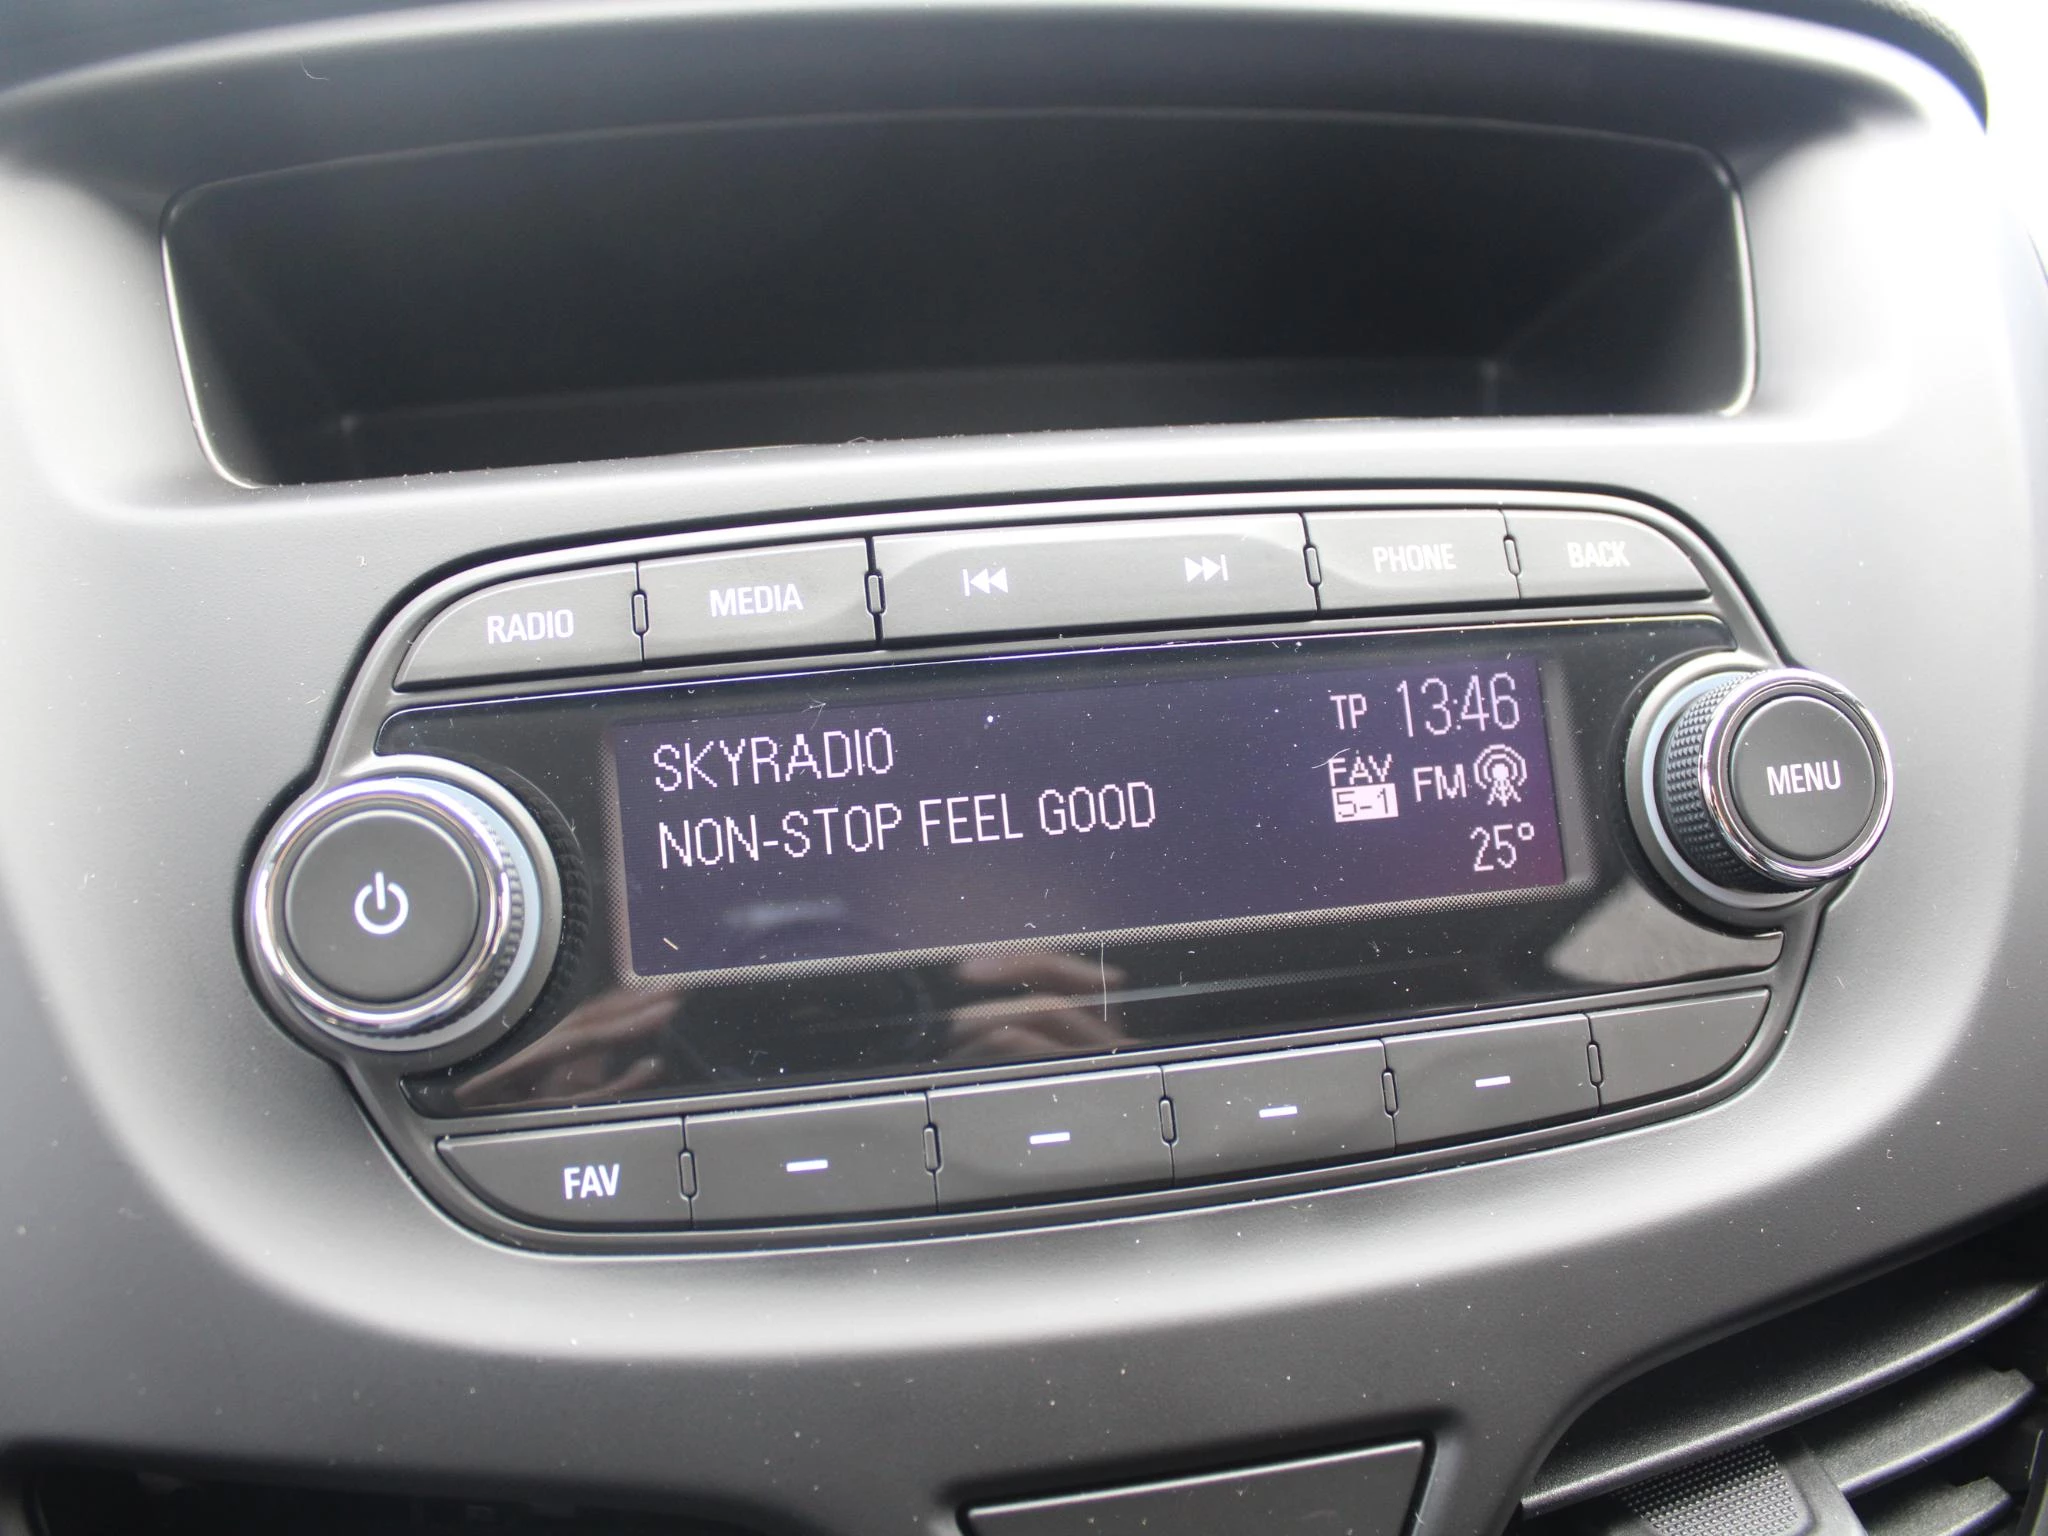 RADIO
MEDIA
PHONE
BACK
SKYRADIO
TP 13:46
NON-STOP FEEL GOOD
FAV
5-1
FM
25°
MENU
FAV